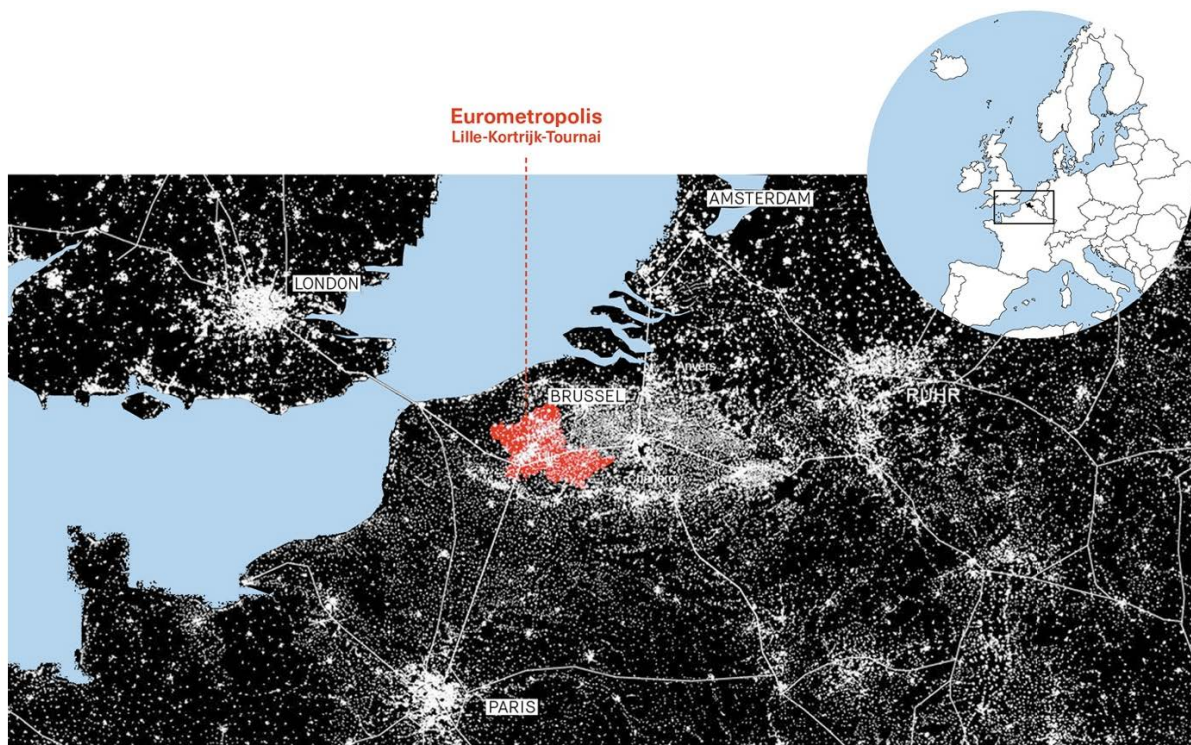 Eurometropolis
Lille-Kortrijk-Tournai
AMSTERDAM
LONDON
Anvers
BRUSSEL
RUHR
Charleroi
PARIS